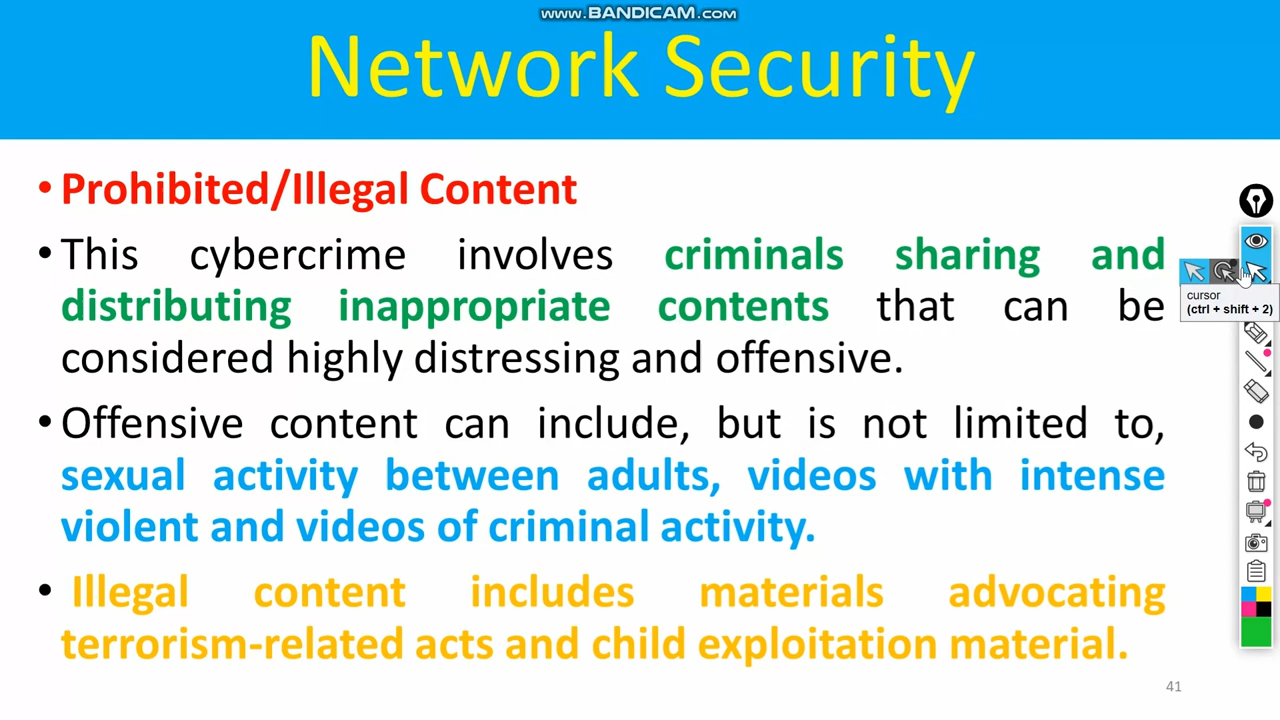 www.BANDICAM.com
Network Security
• Prohibited/Illegal Content
• This cybercrime involves criminals sharing and
distributing inappropriate contents that can be
considered highly distressing and offensive.
• Offensive content can include, but is not limited to,
sexual activity between adults, videos with intense
violent and videos of criminal activity.
• Illegal content includes materials advocating
terrorism-related acts and child exploitation material.
cursor
(ctrl + shift + 2)
41